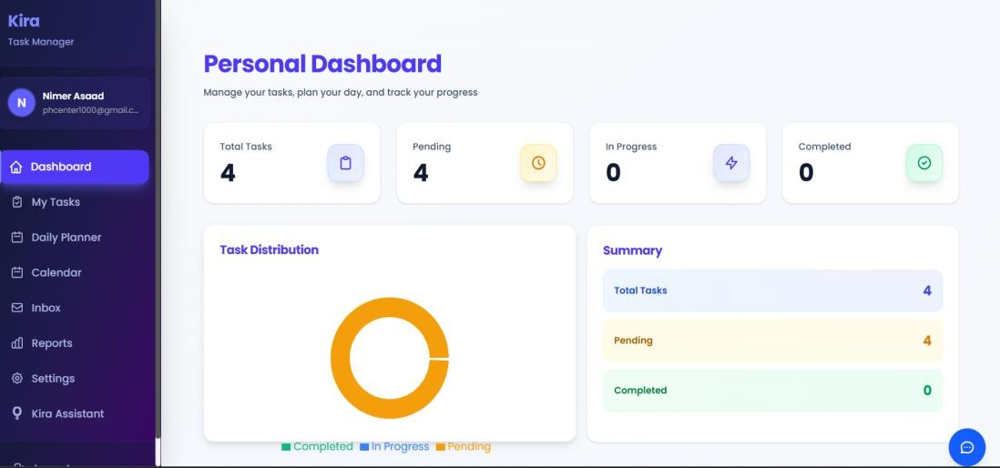 Kira
Task Manager
N
Nimer Asaad
phcenter1000@gmail.c...
Dashboard
My Tasks
Daily Planner
Calendar
Inbox
Reports
Settings
Kira Assistant
Personal Dashboard
Manage your tasks, plan your day, and track your progress
Total Tasks
4
Pending
4
In Progress
0
Completed
0
Task Distribution
Completed In Progress Pending
Summary
Total Tasks 4
Pending 4
Completed 0